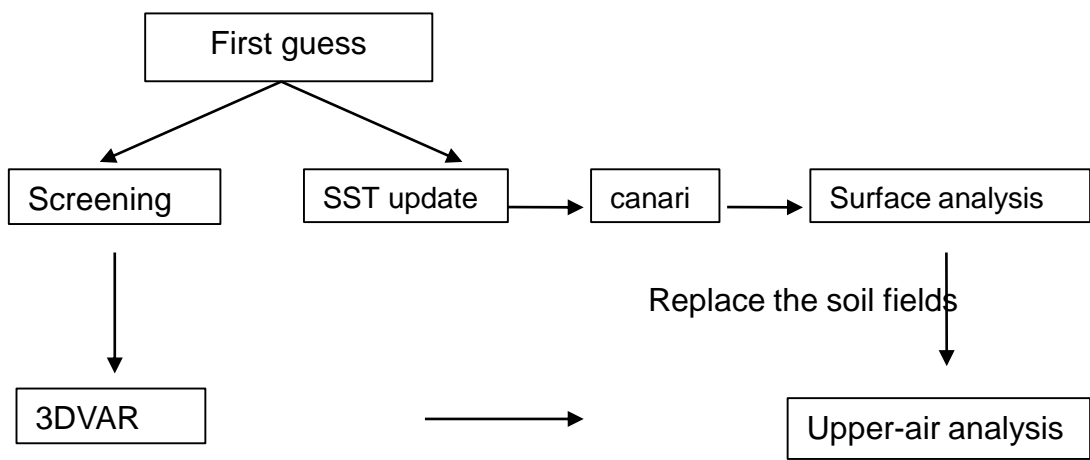 First guess
Screening
SST update
canari
Surface analysis
Replace the soil fields
3DVAR
Upper-air analysis